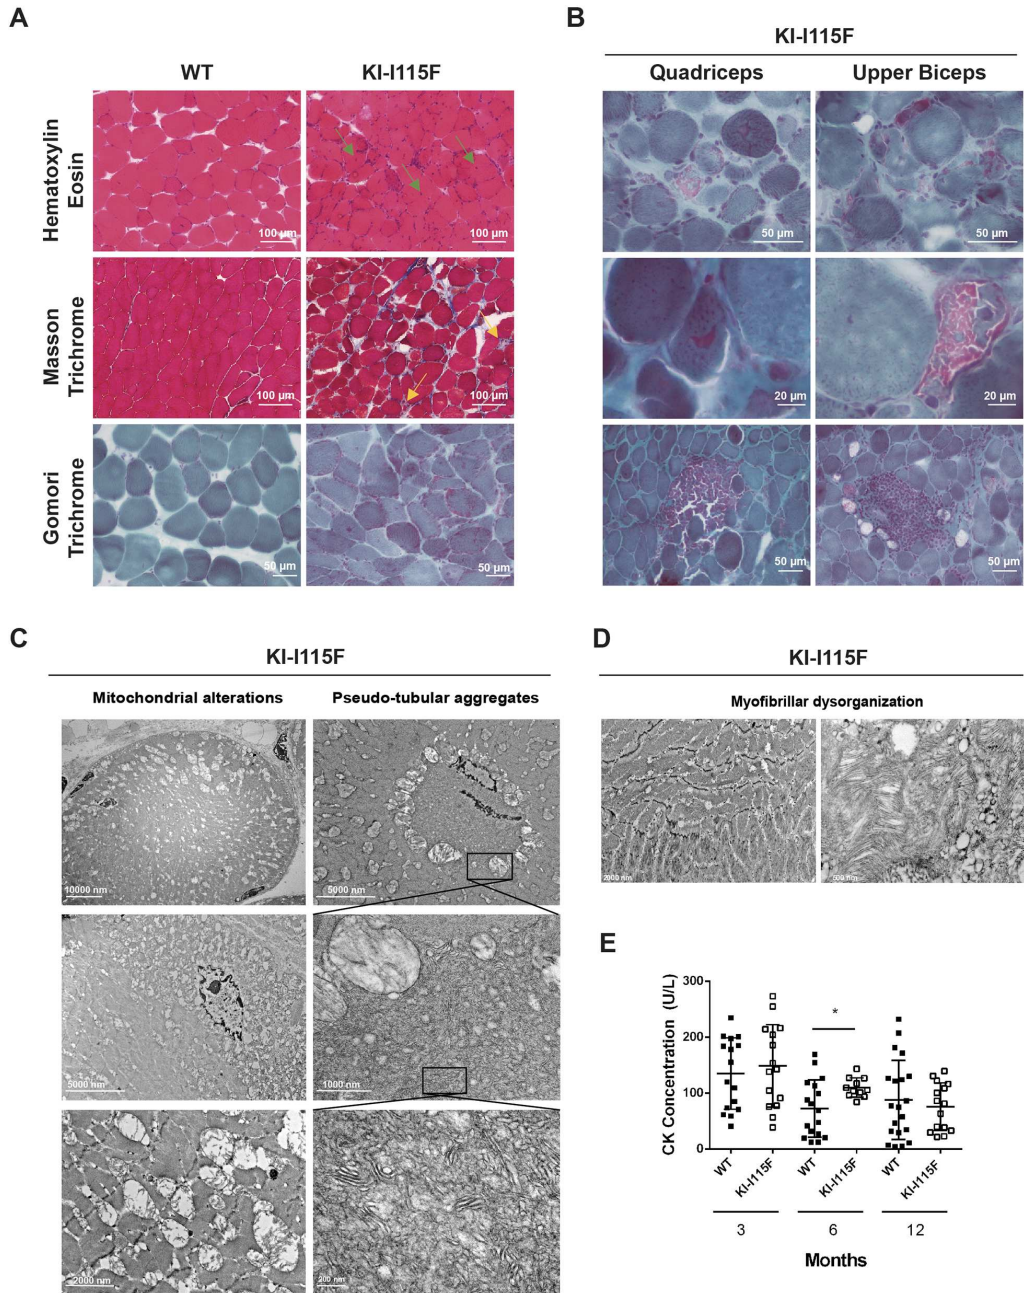 A
WT
KI-I115F
Hematoxylin
Eosin
100 µm
100 µm
Masson
Trichrome
100 µm
100 µm
Gomori
Trichrome
50 µm
50 µm
B
KI-I115F
Quadriceps
Upper Biceps
50 µm
50 µm
20 µm
20 µm
50 µm
50 µm
C
KI-I115F
Mitochondrial alterations
Pseudo-tubular aggregates
10000 nm
5000 nm
5000 nm
1000 nm
2000 nm
200 nm
D
KI-I115F
Myofibrillar dysorganization
2000 nm
500 nm
E
CK Concentration (U/L)
300
200
100
0
*
WT
KI-I115F
WT
KI-I115F
WT
KI-I115F
3
6
12
Months